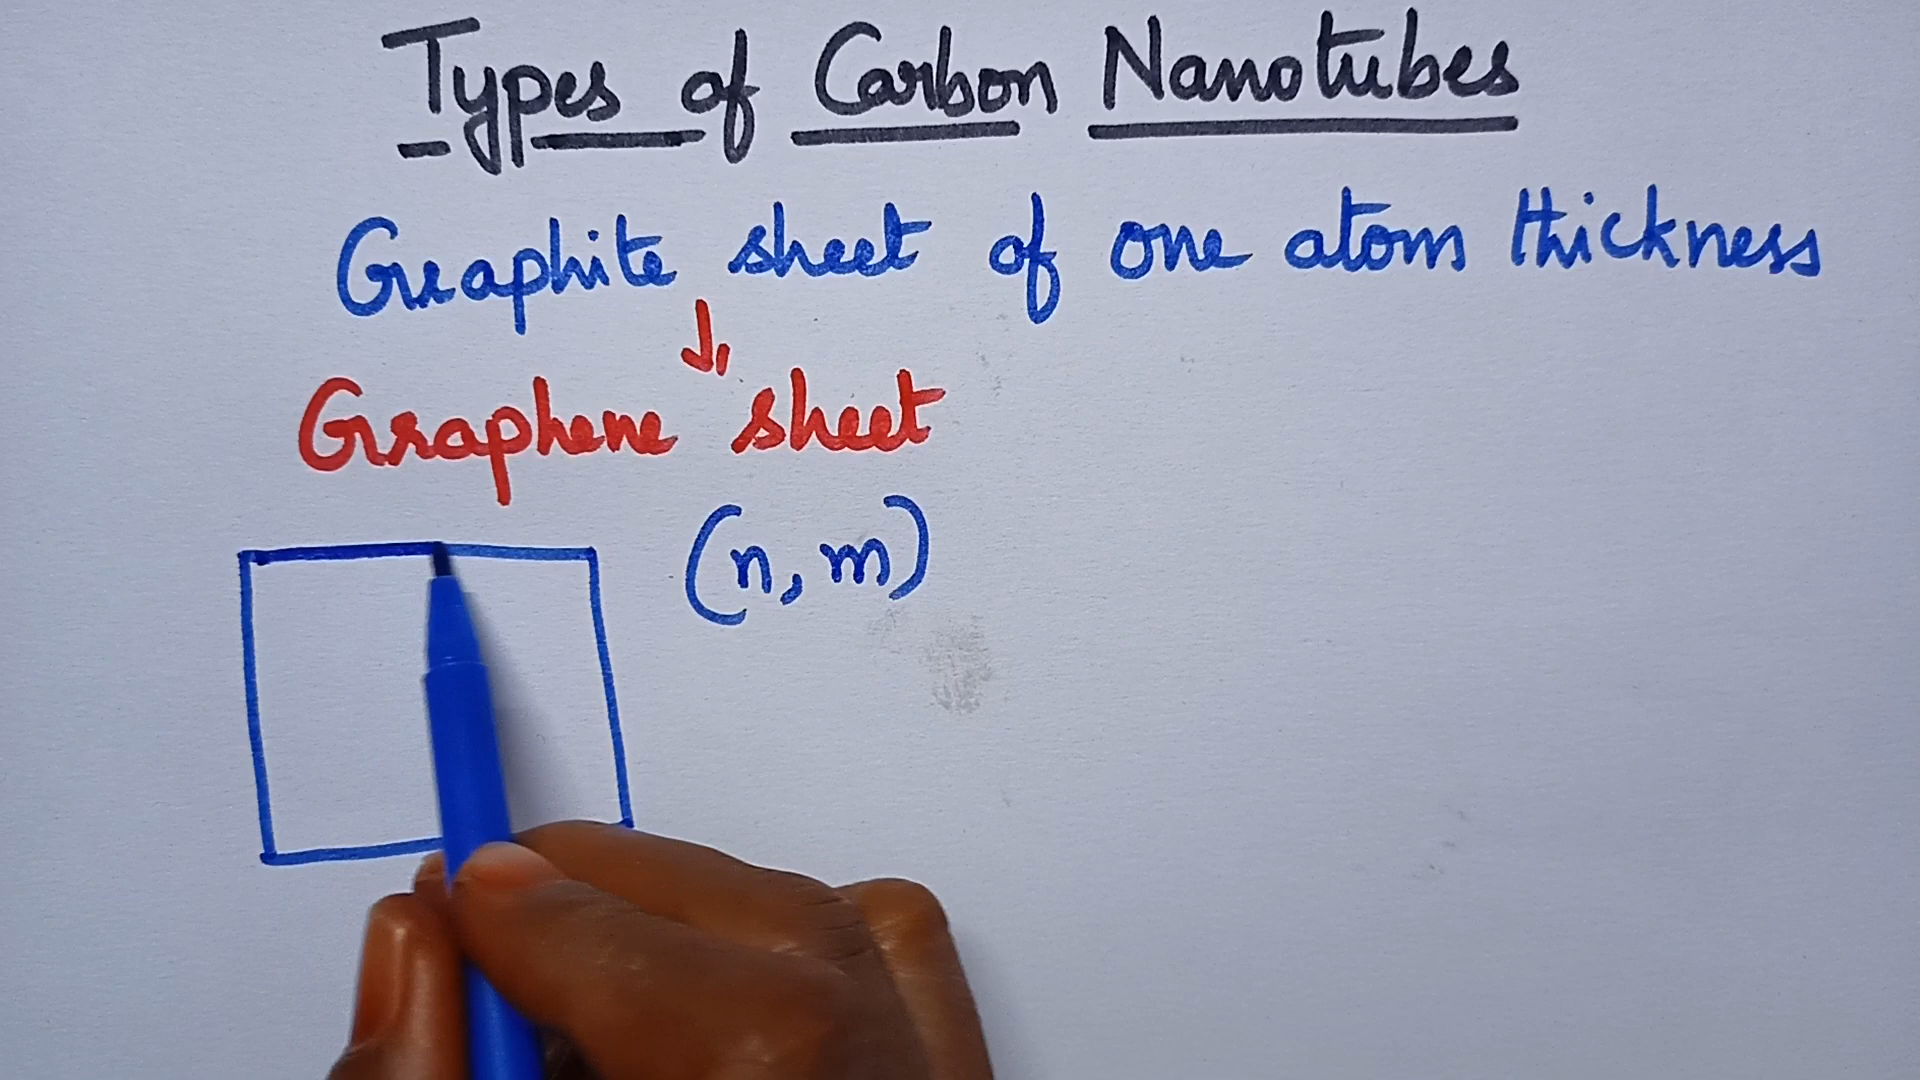 Types of Carbon Nanotubes
Graphite sheet of one atom thickness
Graphene sheet
(n, m)